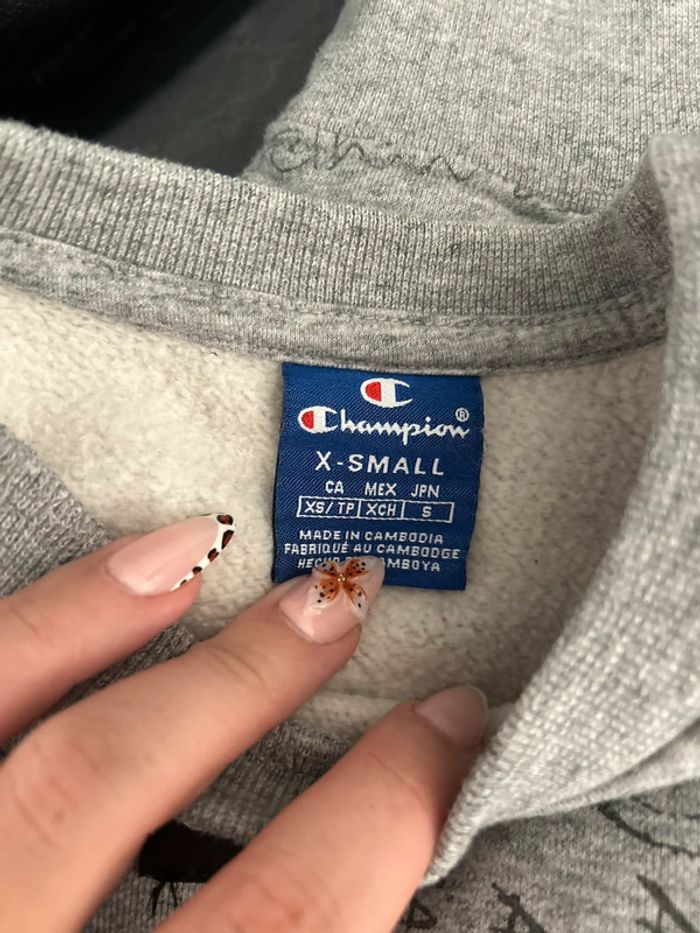 Champion®
X-SMALL
CA MEX JPN
XS/TP XCH S
MADE IN CAMBODIA
FABRIQUÉ AU CAMBODGE